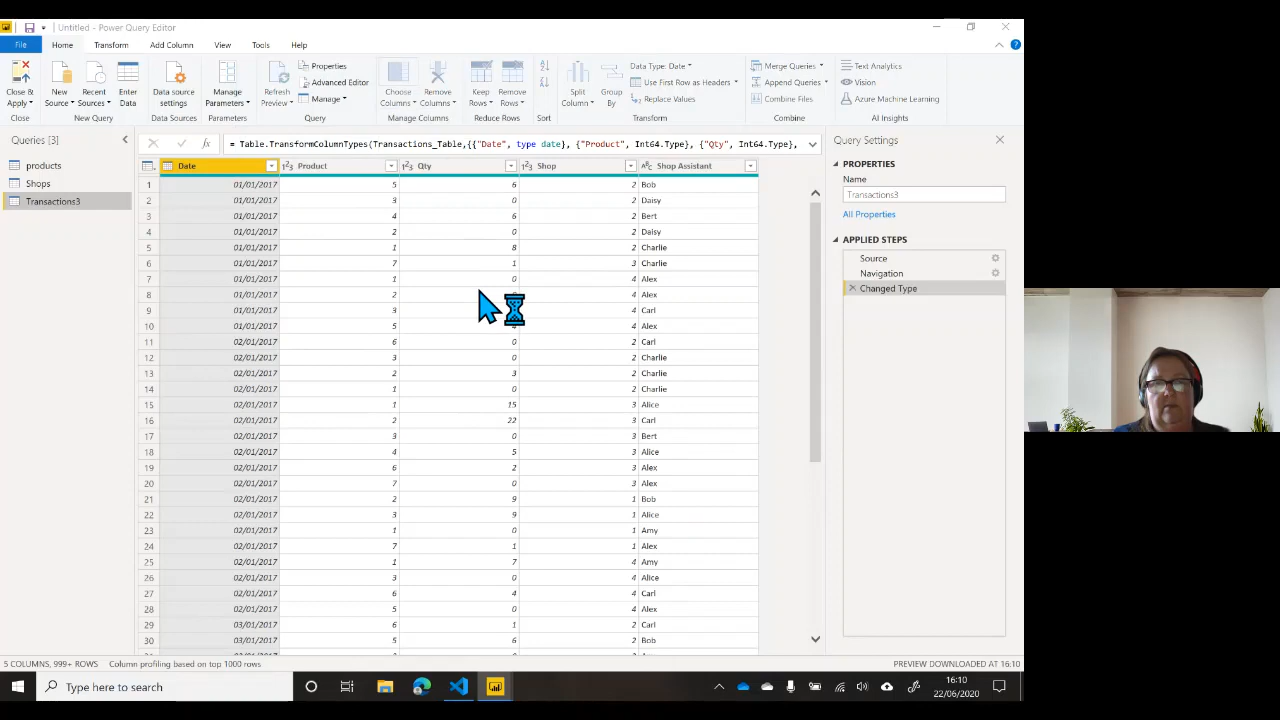 Untitled - Power Query Editor
File Home Transform Add Column View Tools Help
Close & Apply New Source Recent Sources Enter Data Data source settings Manage Parameters Refresh Preview Properties Advanced Editor Manage Choose Columns Remove Columns Keep Rows Remove Rows Split Column Group By Data Type: Date Use First Row as Headers Replace Values Merge Queries Append Queries Combine Files Text Analytics Vision Azure Machine Learning
Close New Query Data Sources Parameters Query Manage Columns Reduce Rows Sort Transform Combine AI Insights
Queries [3]
products
Shops
Transactions3
fx = Table.TransformColumnTypes(Transactions_Table,{{"Date", type date}, {"Product", Int64.Type}, {"Qty", Int64.Type},
Date 123 Product 123 Qty 123 Shop ABC Shop Assistant
1 01/01/2017 5 6 2 Bob
2 01/01/2017 3 0 2 Daisy
3 01/01/2017 4 6 2 Bert
4 01/01/2017 2 0 2 Daisy
5 01/01/2017 1 8 2 Charlie
6 01/01/2017 7 1 3 Charlie
7 01/01/2017 1 0 4 Alex
8 01/01/2017 2 4 Alex
9 01/01/2017 3 4 Carl
10 01/01/2017 5 4 4 Alex
11 02/01/2017 6 0 2 Carl
12 02/01/2017 3 0 2 Charlie
13 02/01/2017 2 3 2 Charlie
14 02/01/2017 1 0 2 Charlie
15 02/01/2017 1 15 3 Alice
16 02/01/2017 2 22 3 Carl
17 02/01/2017 3 0 3 Bert
18 02/01/2017 4 5 3 Alice
19 02/01/2017 6 2 3 Alex
20 02/01/2017 7 0 3 Alex
21 02/01/2017 2 9 1 Bob
22 02/01/2017 3 9 1 Alice
23 02/01/2017 1 0 1 Amy
24 02/01/2017 7 1 1 Alex
25 02/01/2017 1 7 4 Amy
26 02/01/2017 3 0 4 Alice
27 02/01/2017 6 4 4 Carl
28 02/01/2017 5 0 4 Alex
29 03/01/2017 6 1 2 Carl
30 03/01/2017 5 6 2 Bob
Query Settings
PROPERTIES
Name
Transactions3
All Properties
APPLIED STEPS
Source
Navigation
Changed Type
5 COLUMNS, 999+ ROWS Column profiling based on top 1000 rows PREVIEW DOWNLOADED AT 16:10
Type here to search
16:10
22/06/2020